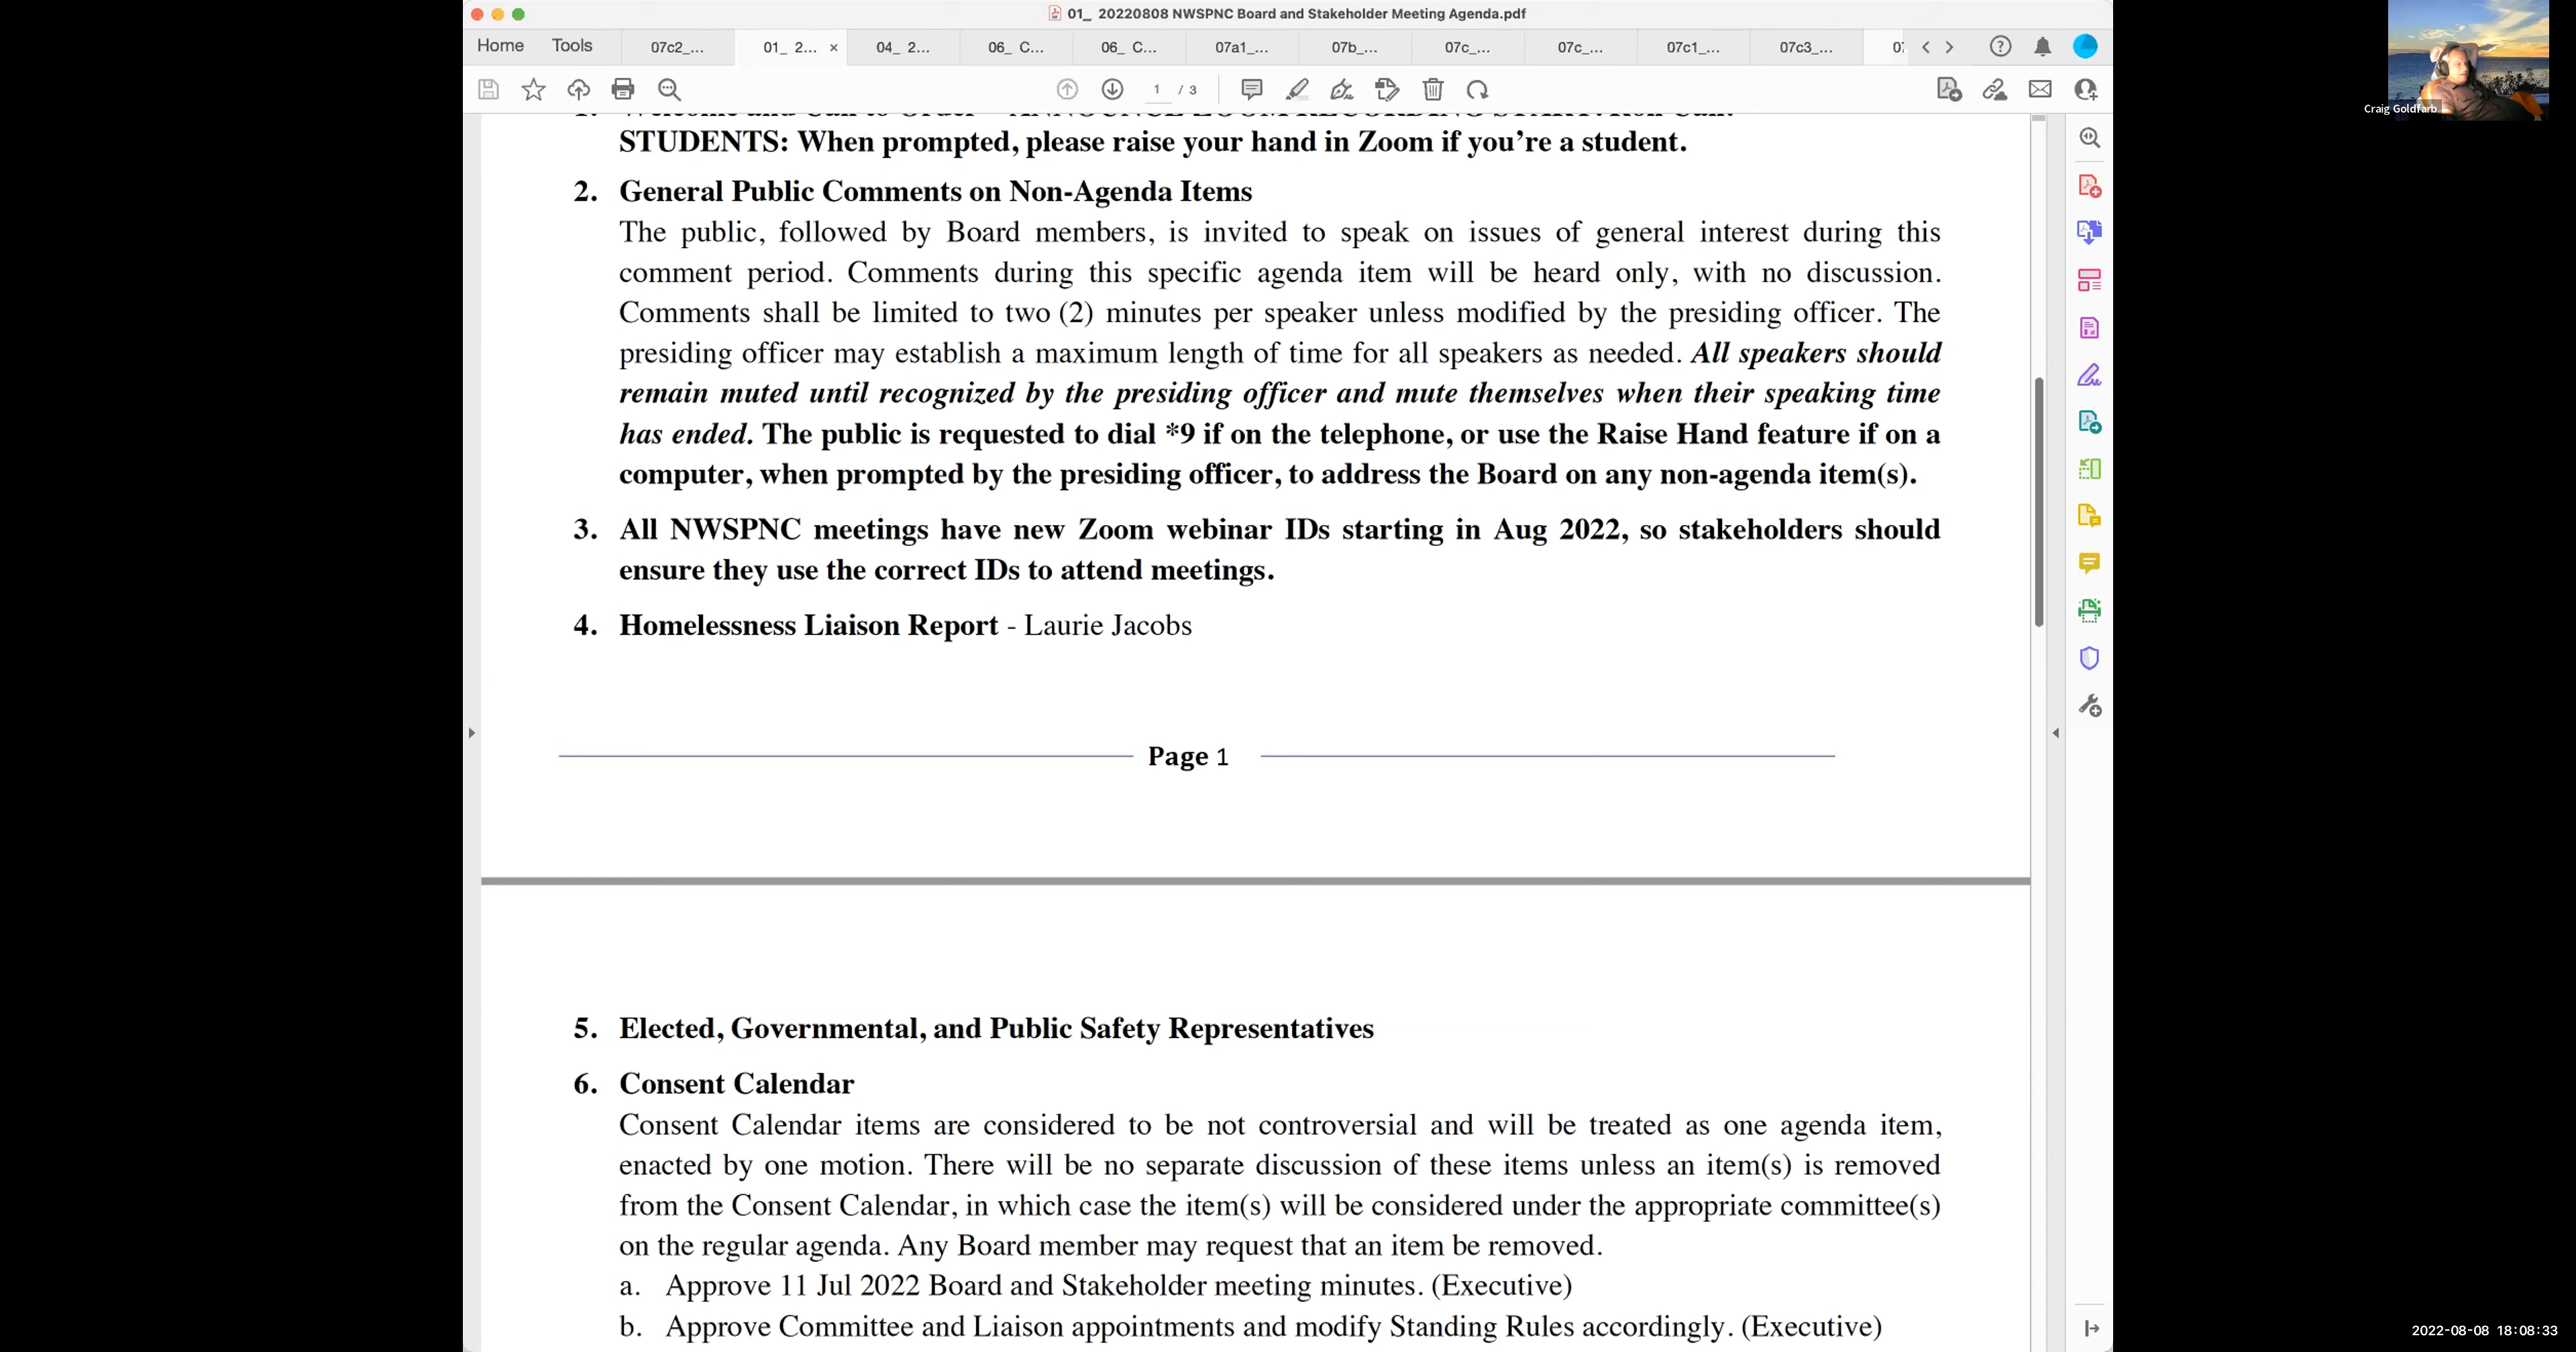 01_ 20220808 NWSPNC Board and Stakeholder Meeting Agenda.pdf
Home Tools 07c2_... 01_ 2... × 04_ 2... 06_ C... 06_ C... 07a1_... 07b_... 07c_... 07c_... 07c1_... 07c3_... 07
1 / 3
Craig Goldfarb
1. Welcome and Call to Order – ANNOUNCE ZOOM RECORDING START. Roll Call.
STUDENTS: When prompted, please raise your hand in Zoom if you’re a student.
2. General Public Comments on Non-Agenda Items
The public, followed by Board members, is invited to speak on issues of general interest during this
comment period. Comments during this specific agenda item will be heard only, with no discussion.
Comments shall be limited to two (2) minutes per speaker unless modified by the presiding officer. The
presiding officer may establish a maximum length of time for all speakers as needed. All speakers should
remain muted until recognized by the presiding officer and mute themselves when their speaking time
has ended. The public is requested to dial *9 if on the telephone, or use the Raise Hand feature if on a
computer, when prompted by the presiding officer, to address the Board on any non-agenda item(s).
3. All NWSPNC meetings have new Zoom webinar IDs starting in Aug 2022, so stakeholders should
ensure they use the correct IDs to attend meetings.
4. Homelessness Liaison Report - Laurie Jacobs
Page 1
5. Elected, Governmental, and Public Safety Representatives
6. Consent Calendar
Consent Calendar items are considered to be not controversial and will be treated as one agenda item,
enacted by one motion. There will be no separate discussion of these items unless an item(s) is removed
from the Consent Calendar, in which case the item(s) will be considered under the appropriate committee(s)
on the regular agenda. Any Board member may request that an item be removed.
a. Approve 11 Jul 2022 Board and Stakeholder meeting minutes. (Executive)
b. Approve Committee and Liaison appointments and modify Standing Rules accordingly. (Executive)
2022-08-08 18:08:33